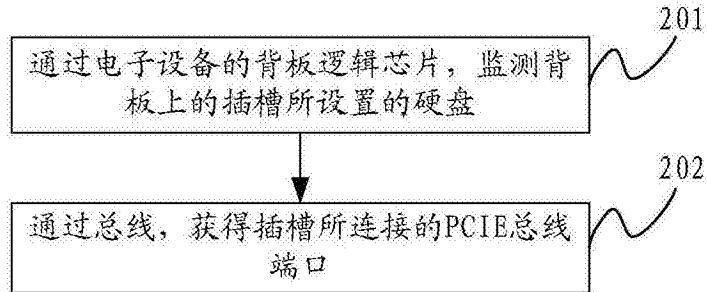 201
通过电子设备的背板逻辑芯片，监测背
板上的插槽所设置的硬盘
202
通过总线，获得插槽所连接的PCIE总线
端口